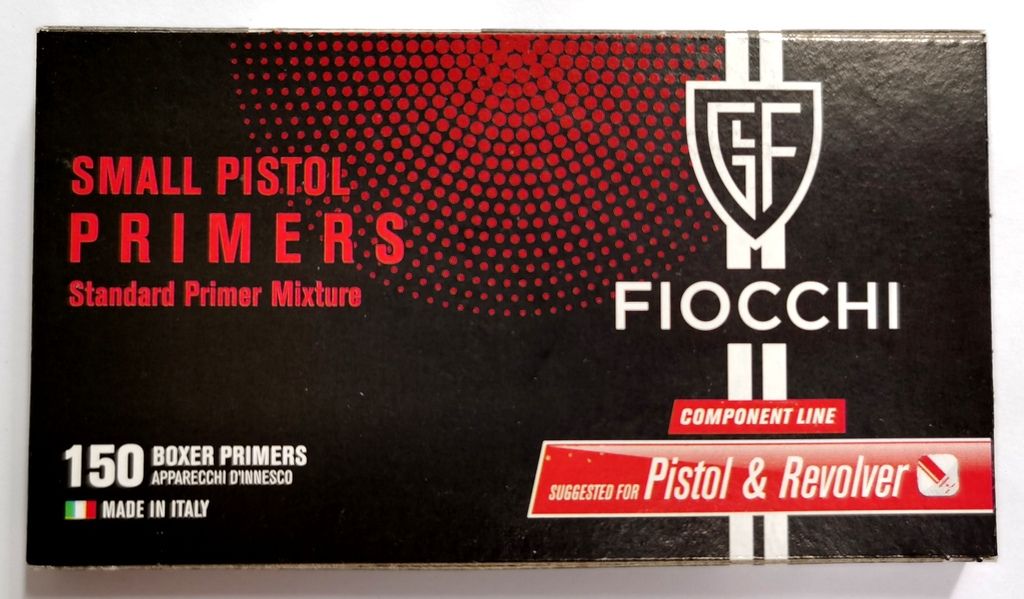 SMALL PISTOL
PRIMERS
Standard Primer Mixture
150 BOXER PRIMERS
APPARECCHI D'INNESCO
MADE IN ITALY
GF
FIOCCHI
COMPONENT LINE
SUGGESTED FOR Pistol & Revolver